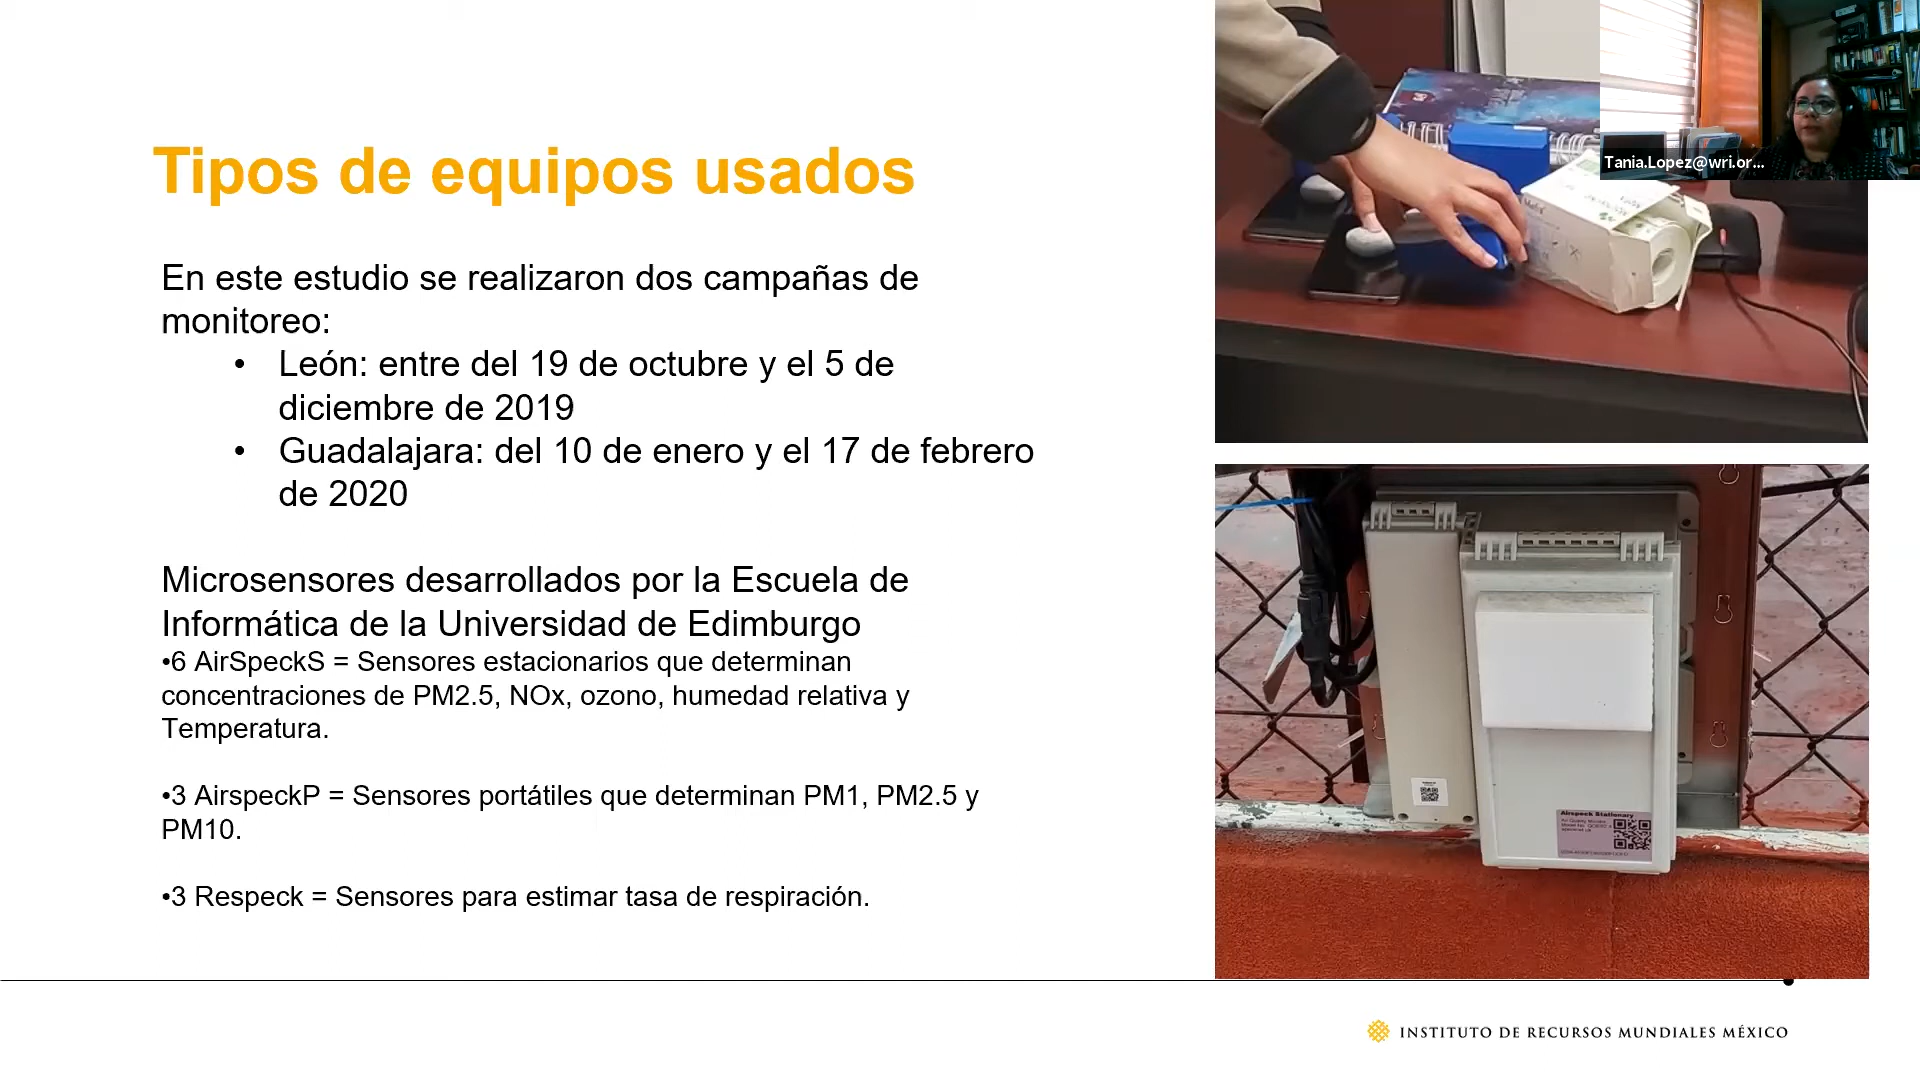 Tania.Lopez@wri.or...
Tipos de equipos usados
En este estudio se realizaron dos campañas de
monitoreo:
• León: entre del 19 de octubre y el 5 de
diciembre de 2019
• Guadalajara: del 10 de enero y el 17 de febrero
de 2020
Microsensores desarrollados por la Escuela de
Informática de la Universidad de Edimburgo
•6 AirSpeckS = Sensores estacionarios que determinan
concentraciones de PM2.5, NOx, ozono, humedad relativa y
Temperatura.
•3 AirspeckP = Sensores portátiles que determinan PM1, PM2.5 y
PM10.
•3 Respeck = Sensores para estimar tasa de respiración.
Airspeck Stationary
INSTITUTO DE RECURSOS MUNDIALES MÉXICO